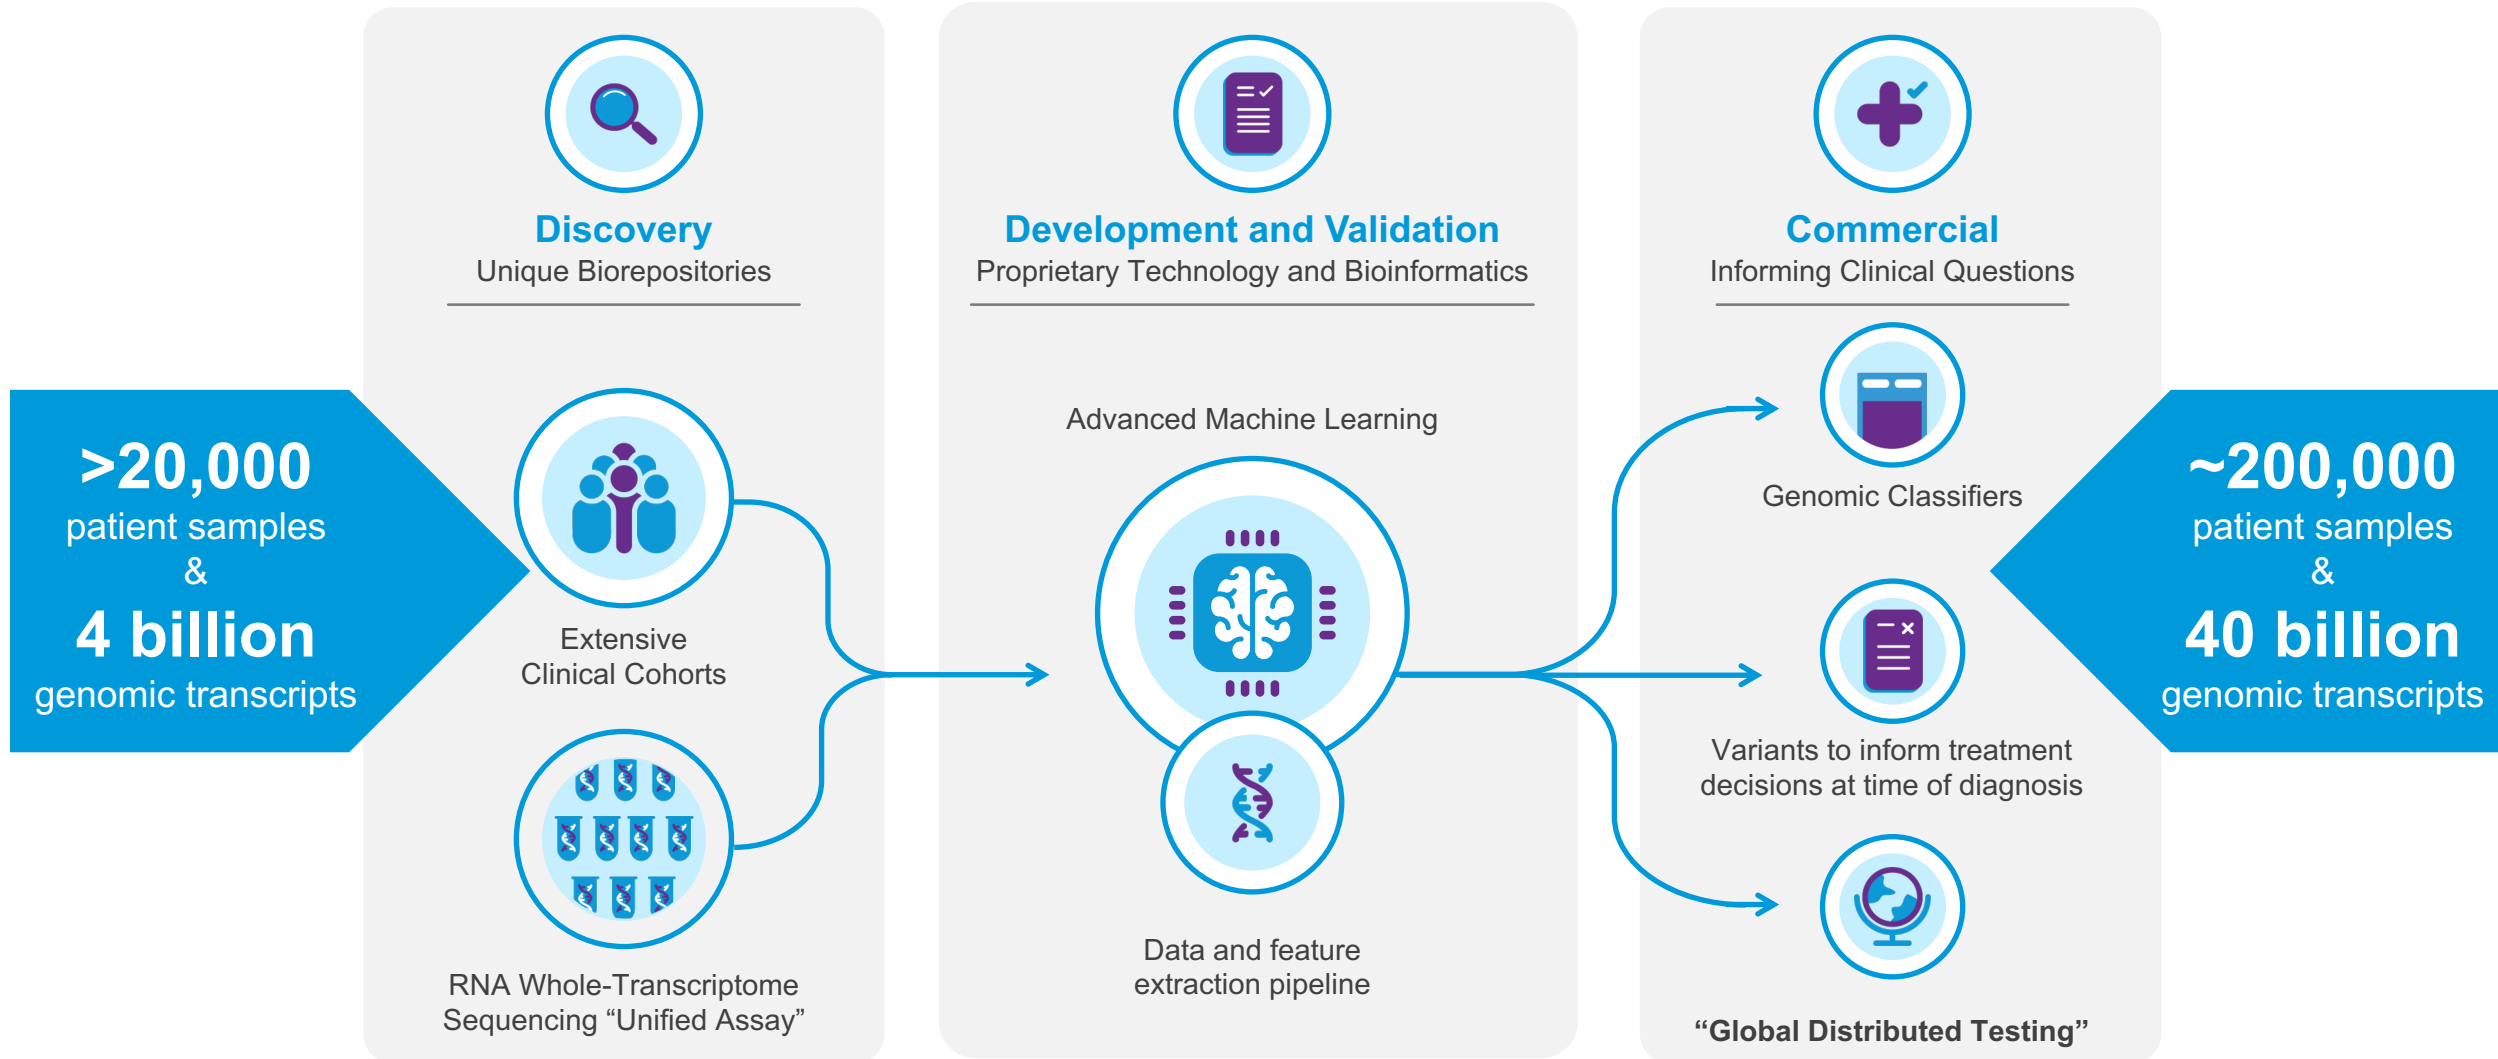 >20,000
patient samples
&
4 billion
genomic transcripts
Discovery
Unique Biorepositories
Extensive
Clinical Cohorts
RNA Whole-Transcriptome
Sequencing “Unified Assay”
Development and Validation
Proprietary Technology and Bioinformatics
Advanced Machine Learning
Data and feature
extraction pipeline
Commercial
Informing Clinical Questions
Genomic Classifiers
Variants to inform treatment
decisions at time of diagnosis
“Global Distributed Testing”
~200,000
patient samples
&
40 billion
genomic transcripts